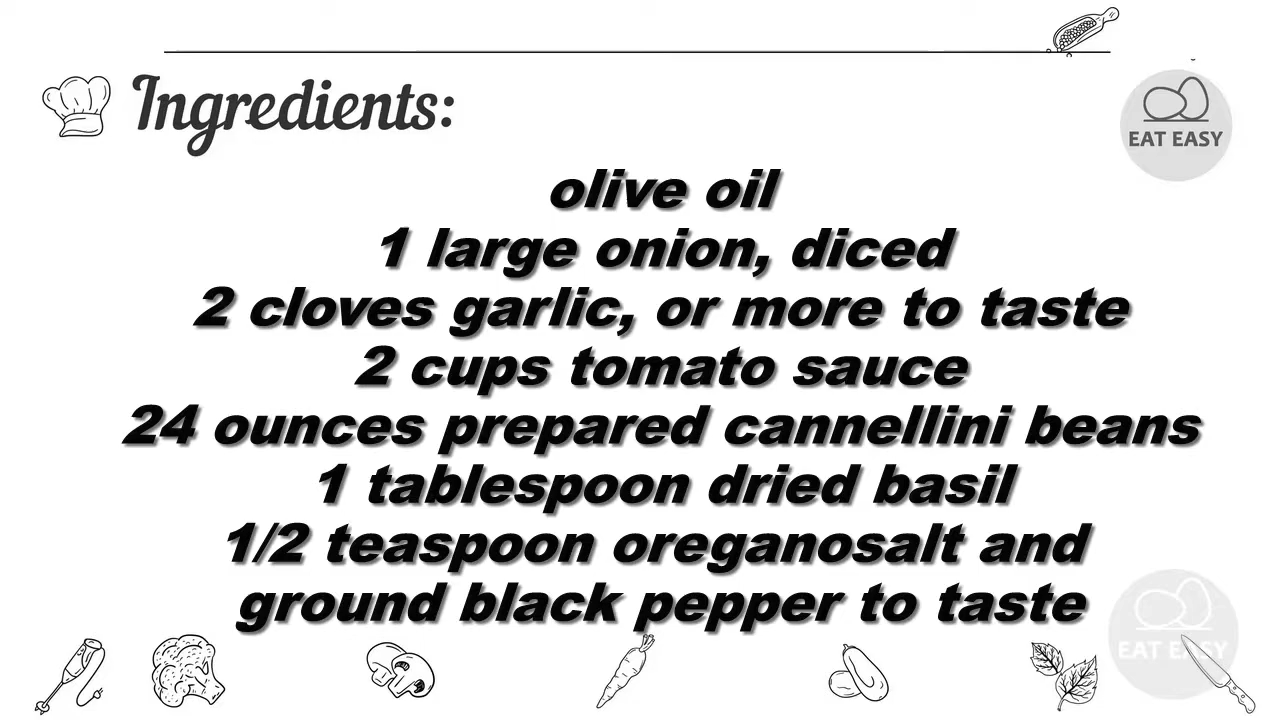 Ingredients:
EAT EASY
olive oil
1 large onion, diced
2 cloves garlic, or more to taste
2 cups tomato sauce
24 ounces prepared cannellini beans
1 tablespoon dried basil
1/2 teaspoon oreganosalt and
ground black pepper to taste
EAT EASY